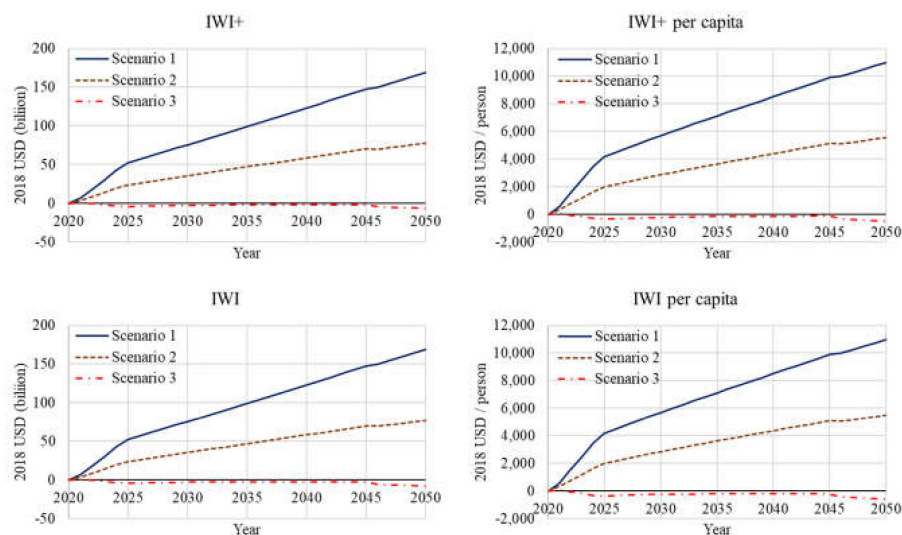 IWI+
200
150
100
50
0
-50
2018 USD (biliion)
Scenario 1
Scenario 2
Scenario 3
2020 2025 2030 2035 2040 2045 2050
Year
IWI+ per capita
12,000
10,000
8,000
6,000
4,000
2,000
0
-2,000
2018 USD / person
Scenario 1
Scenario 2
Scenario 3
2020 2025 2030 2035 2040 2045 2050
Year
IWI
200
150
100
50
0
-50
2018 USD (biliion)
Scenario 1
Scenario 2
Scenario 3
2020 2025 2030 2035 2040 2045 2050
Year
IWI per capita
12,000
10,000
8,000
6,000
4,000
2,000
0
-2,000
2018 USD / person
Scenario 1
Scenario 2
Scenario 3
2020 2025 2030 2035 2040 2045 2050
Year